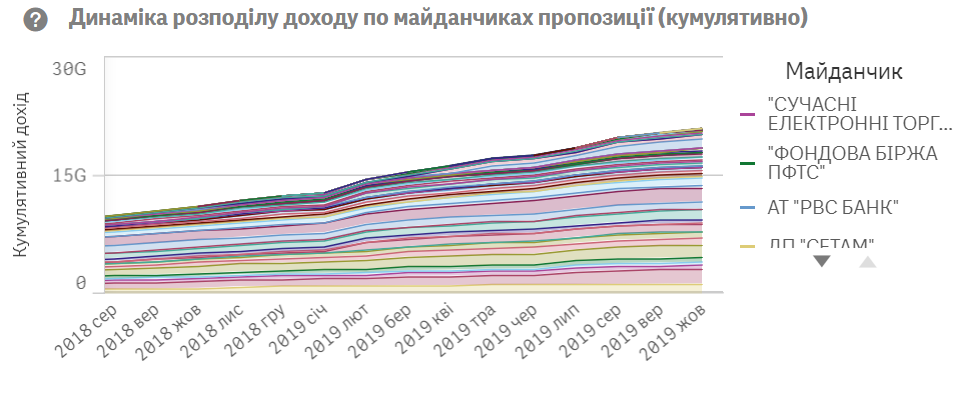 ?
Динаміка розподілу доходу по майданчиках пропозиції (кумулятивно)
Кумулятивний дохід
30G
15G
0
2018 сер
2018 вер
2018 жов
2018 лис
2018 гру
2019 січ
2019 лют
2019 бер
2019 кві
2019 тра
2019 чер
2019 лип
2019 сер
2019 вер
2019 жов
Майданчик
"СУЧАСНІ
ЕЛЕКТРОННІ ТОРГ...
"ФОНДОВА БІРЖА
ПФТС"
АТ "РВС БАНК"
ДП "СЕТАМ"